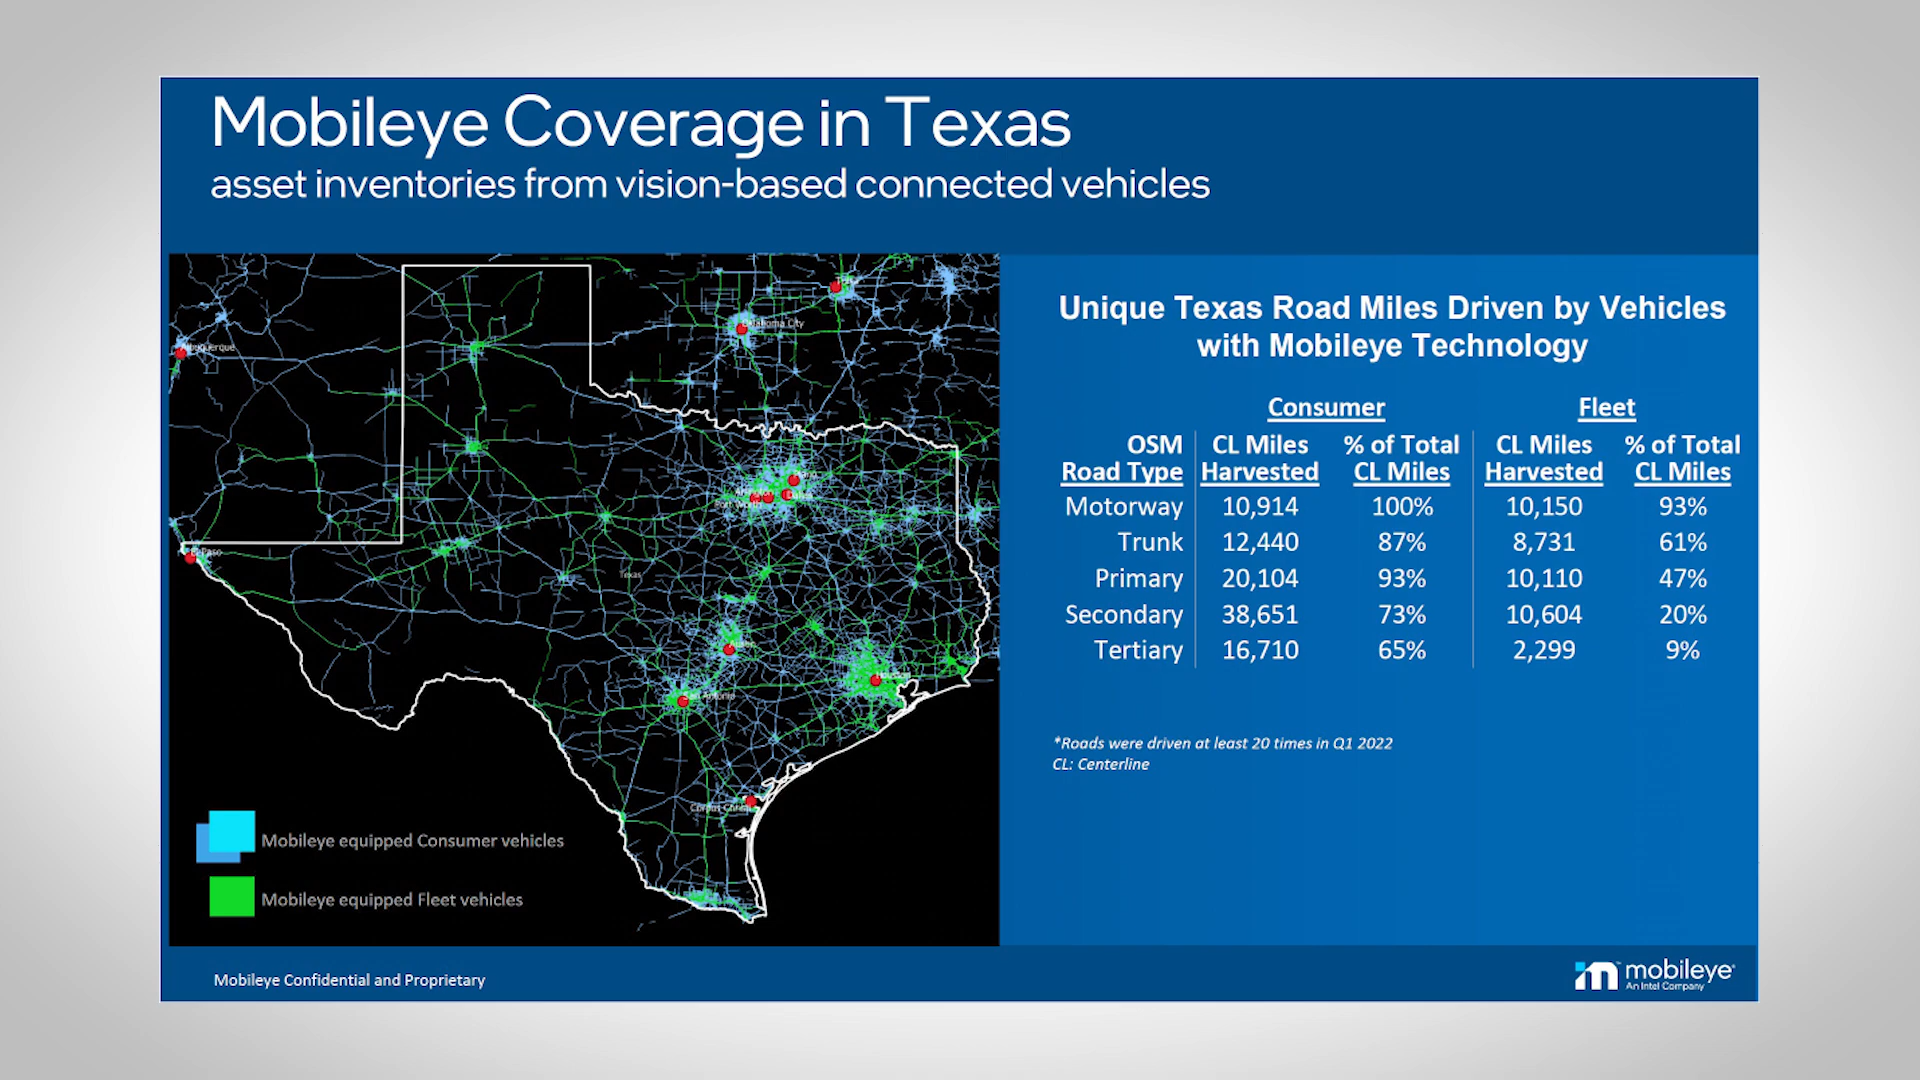 Mobileye Coverage in Texas
asset inventories from vision-based connected vehicles
Oklahoma City
Albuquerque
El Paso
Texas
San Antonio
Houston
Corpus Christi
Mobileye equipped Consumer vehicles
Mobileye equipped Fleet vehicles
Unique Texas Road Miles Driven by Vehicles
with Mobileye Technology
Consumer Fleet
OSM CL Miles % of Total CL Miles % of Total
Road Type Harvested CL Miles Harvested CL Miles
Motorway 10,914 100% 10,150 93%
Trunk 12,440 87% 8,731 61%
Primary 20,104 93% 10,110 47%
Secondary 38,651 73% 10,604 20%
Tertiary 16,710 65% 2,299 9%
*Roads were driven at least 20 times in Q1 2022
CL: Centerline
Mobileye Confidential and Proprietary
mobileye
An Intel Company